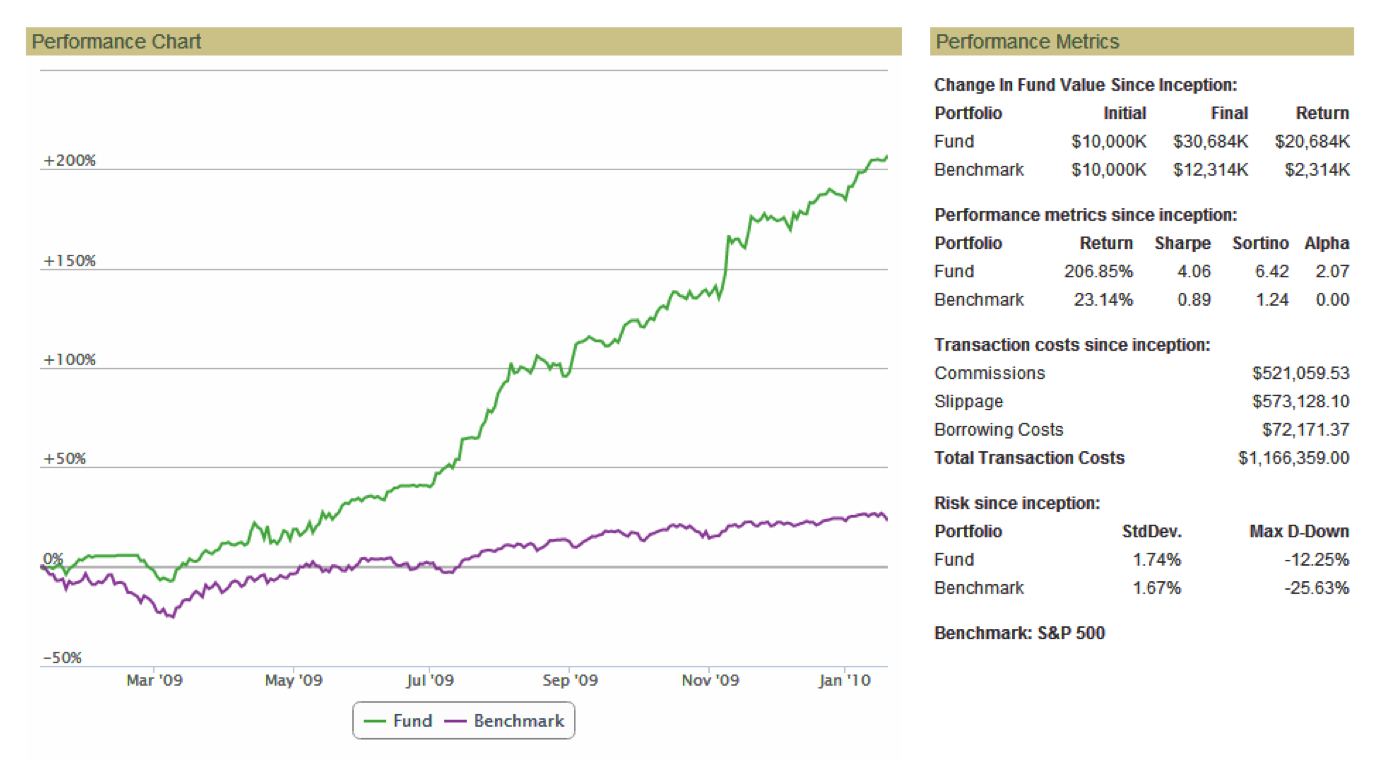 Performance Chart
+200%
+150%
+100%
+50%
0%
-50%
Mar '09 May '09 Jul '09 Sep '09 Nov '09 Jan '10
Fund Benchmark
Performance Metrics
Change In Fund Value Since Inception:
Portfolio Initial Final Return
Fund $10,000K $30,684K $20,684K
Benchmark $10,000K $12,314K $2,314K
Performance metrics since inception:
Portfolio Return Sharpe Sortino Alpha
Fund 206.85% 4.06 6.42 2.07
Benchmark 23.14% 0.89 1.24 0.00
Transaction costs since inception:
Commissions $521,059.53
Slippage $573,128.10
Borrowing Costs $72,171.37
Total Transaction Costs $1,166,359.00
Risk since inception:
Portfolio StdDev. Max D-Down
Fund 1.74% -12.25%
Benchmark 1.67% -25.63%
Benchmark: S&P 500